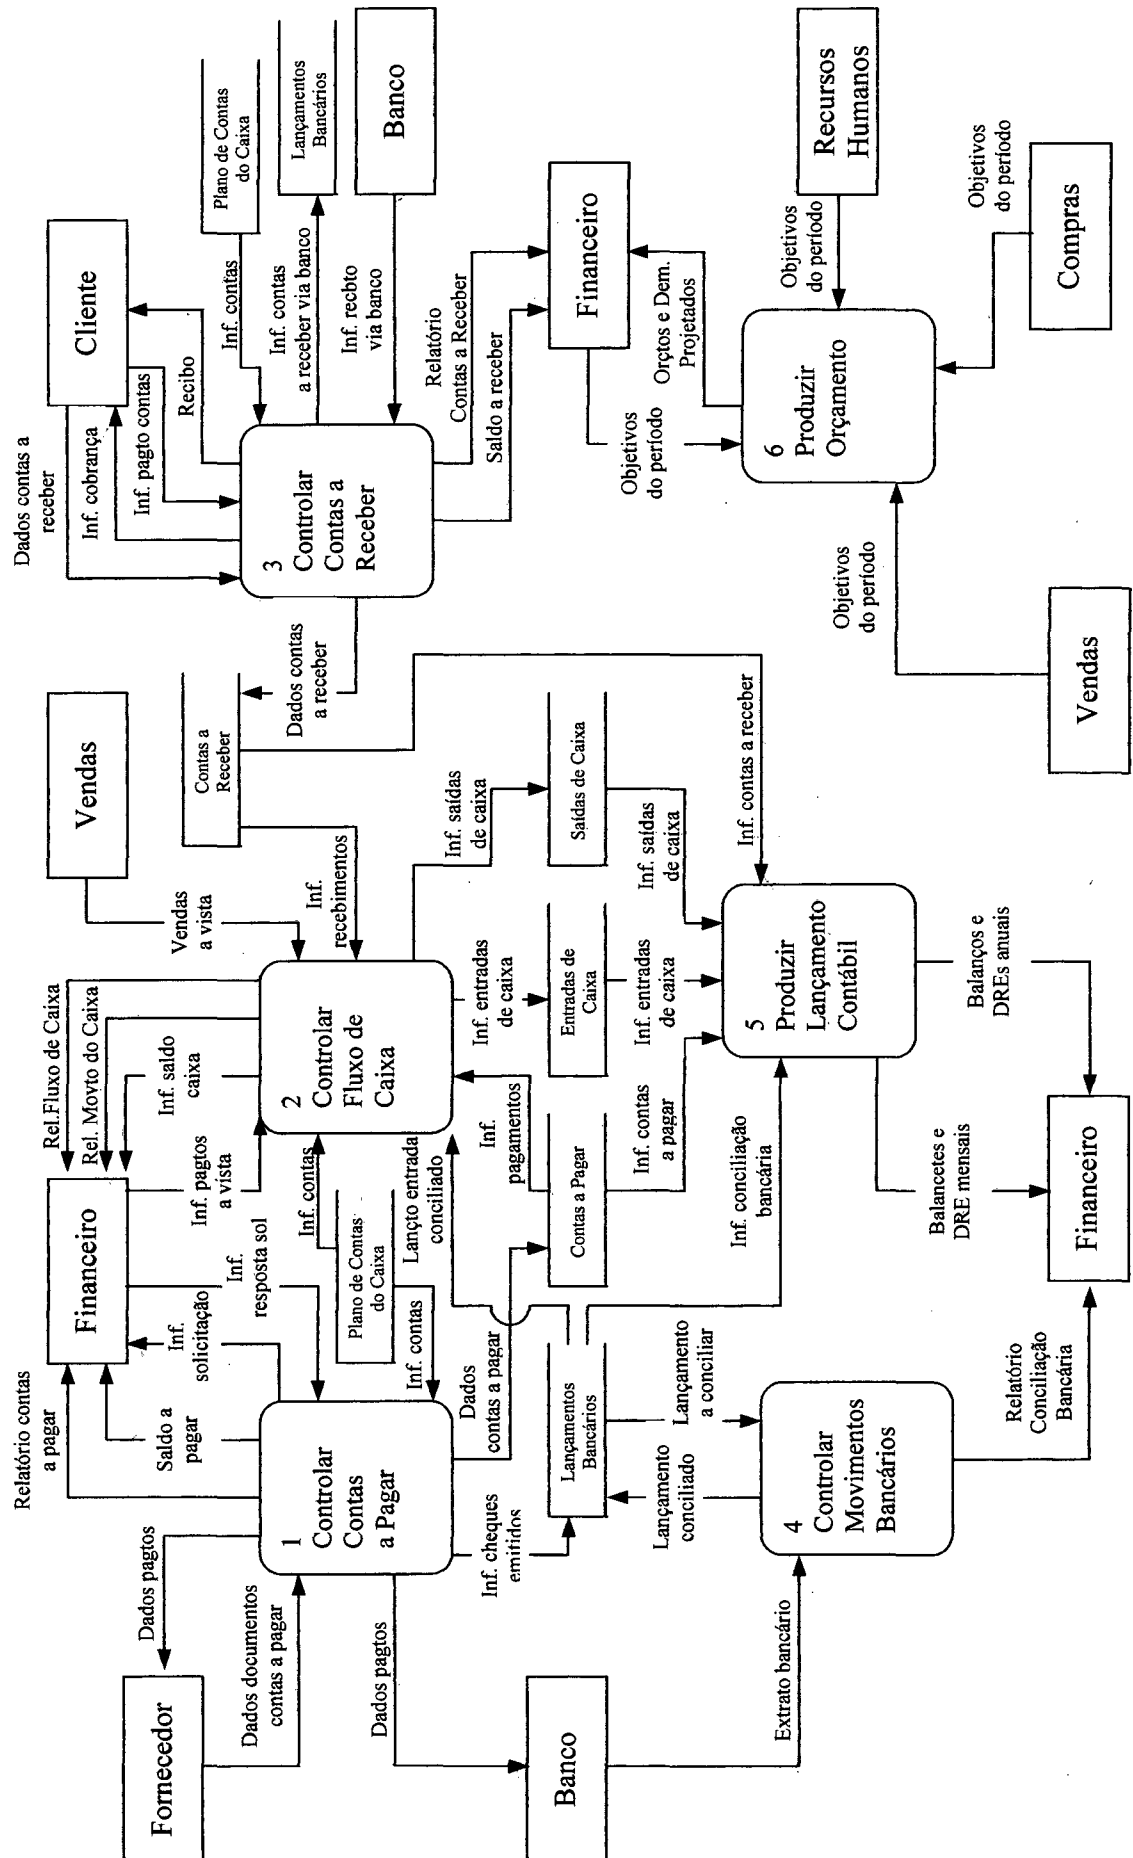 Fornecedor
Dados pagtos
Dados documentos
contas a pagar
Relatório contas
a pagar
Saldo a
pagar
Inf.
solicitação
Financeiro
Inf.
resposta sol
Inf. pagtos
a vista
Inf. saldo
caixa
Rel. Movto do Caixa
Rel.Fluxo de Caixa
Vendas
Vendas
a vista
Dados contas a
receber
Inf. cobrança
Inf. pagto contas
Recibo
Cliente
1
Controlar
Contas
a Pagar
Plano de Contas
do Caixa
Inf. contas
Inf. contas
2
Controlar
Fluxo de
Caixa
Inf.
recebimentos
Contas a
Receber
Dados contas
a receber
3
Controlar
Contas a
Receber
Inf. contas
Plano de Contas
do Caixa
Inf. contas
a receber via banco
Lançamentos
Bancários
Inf. recbto
via banco
Banco
Dados pagtos
Inf. cheques
emitidos
Dados
contas a pagar
Lançto entrada
conciliado
Inf.
pagamentos
Inf. entradas
de caixa
Inf. saídas
de caixa
Relatório
Contas a Receber
Saldo a receber
Banco
Lançamentos
Bancários
Contas a Pagar
Entradas de
Caixa
Saídas de Caixa
Financeiro
Lançamento
conciliado
Lançamento
a conciliar
Inf. contas
a pagar
Inf. entradas
de caixa
Inf. saídas
de caixa
Inf. contas a receber
Objetivos
do período
Orçtos e Dem.
Projetados
Extrato bancário
4
Controlar
Movimentos
Bancários
Inf. conciliação
bancária
5
Produzir
Lançamento
Contábil
Objetivos
do período
6
Produzir
Orçamento
Objetivos
do período
Recursos
Humanos
Relatório
Conciliação
Bancária
Balancetes e
DRE mensais
Balanços e
DREs anuais
Objetivos
do período
Financeiro
Vendas
Compras